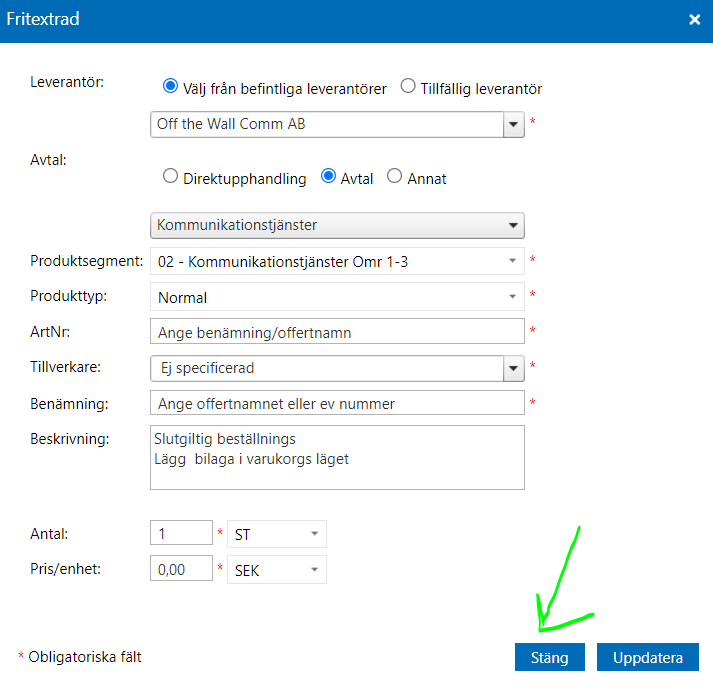 Fritextrad
Leverantör:
Välj från befintliga leverantörer Tillfällig leverantör
Off the Wall Comm AB *
Avtal:
Direktupphandling Avtal Annat
Kommunikationstjänster
Produktsegment: 02 - Kommunikationstjänster Omr 1-3 *
Produkttyp: Normal *
ArtNr: Ange benämning/offertnamn *
Tillverkare: Ej specificerad *
Benämning: Ange offertnamnet eller ev nummer *
Beskrivning: Slutgiltig beställnings
Lägg bilaga i varukorgs läget
Antal: 1 * ST
Pris/enhet: 0,00 * SEK
* Obligatoriska fält Stäng Uppdatera